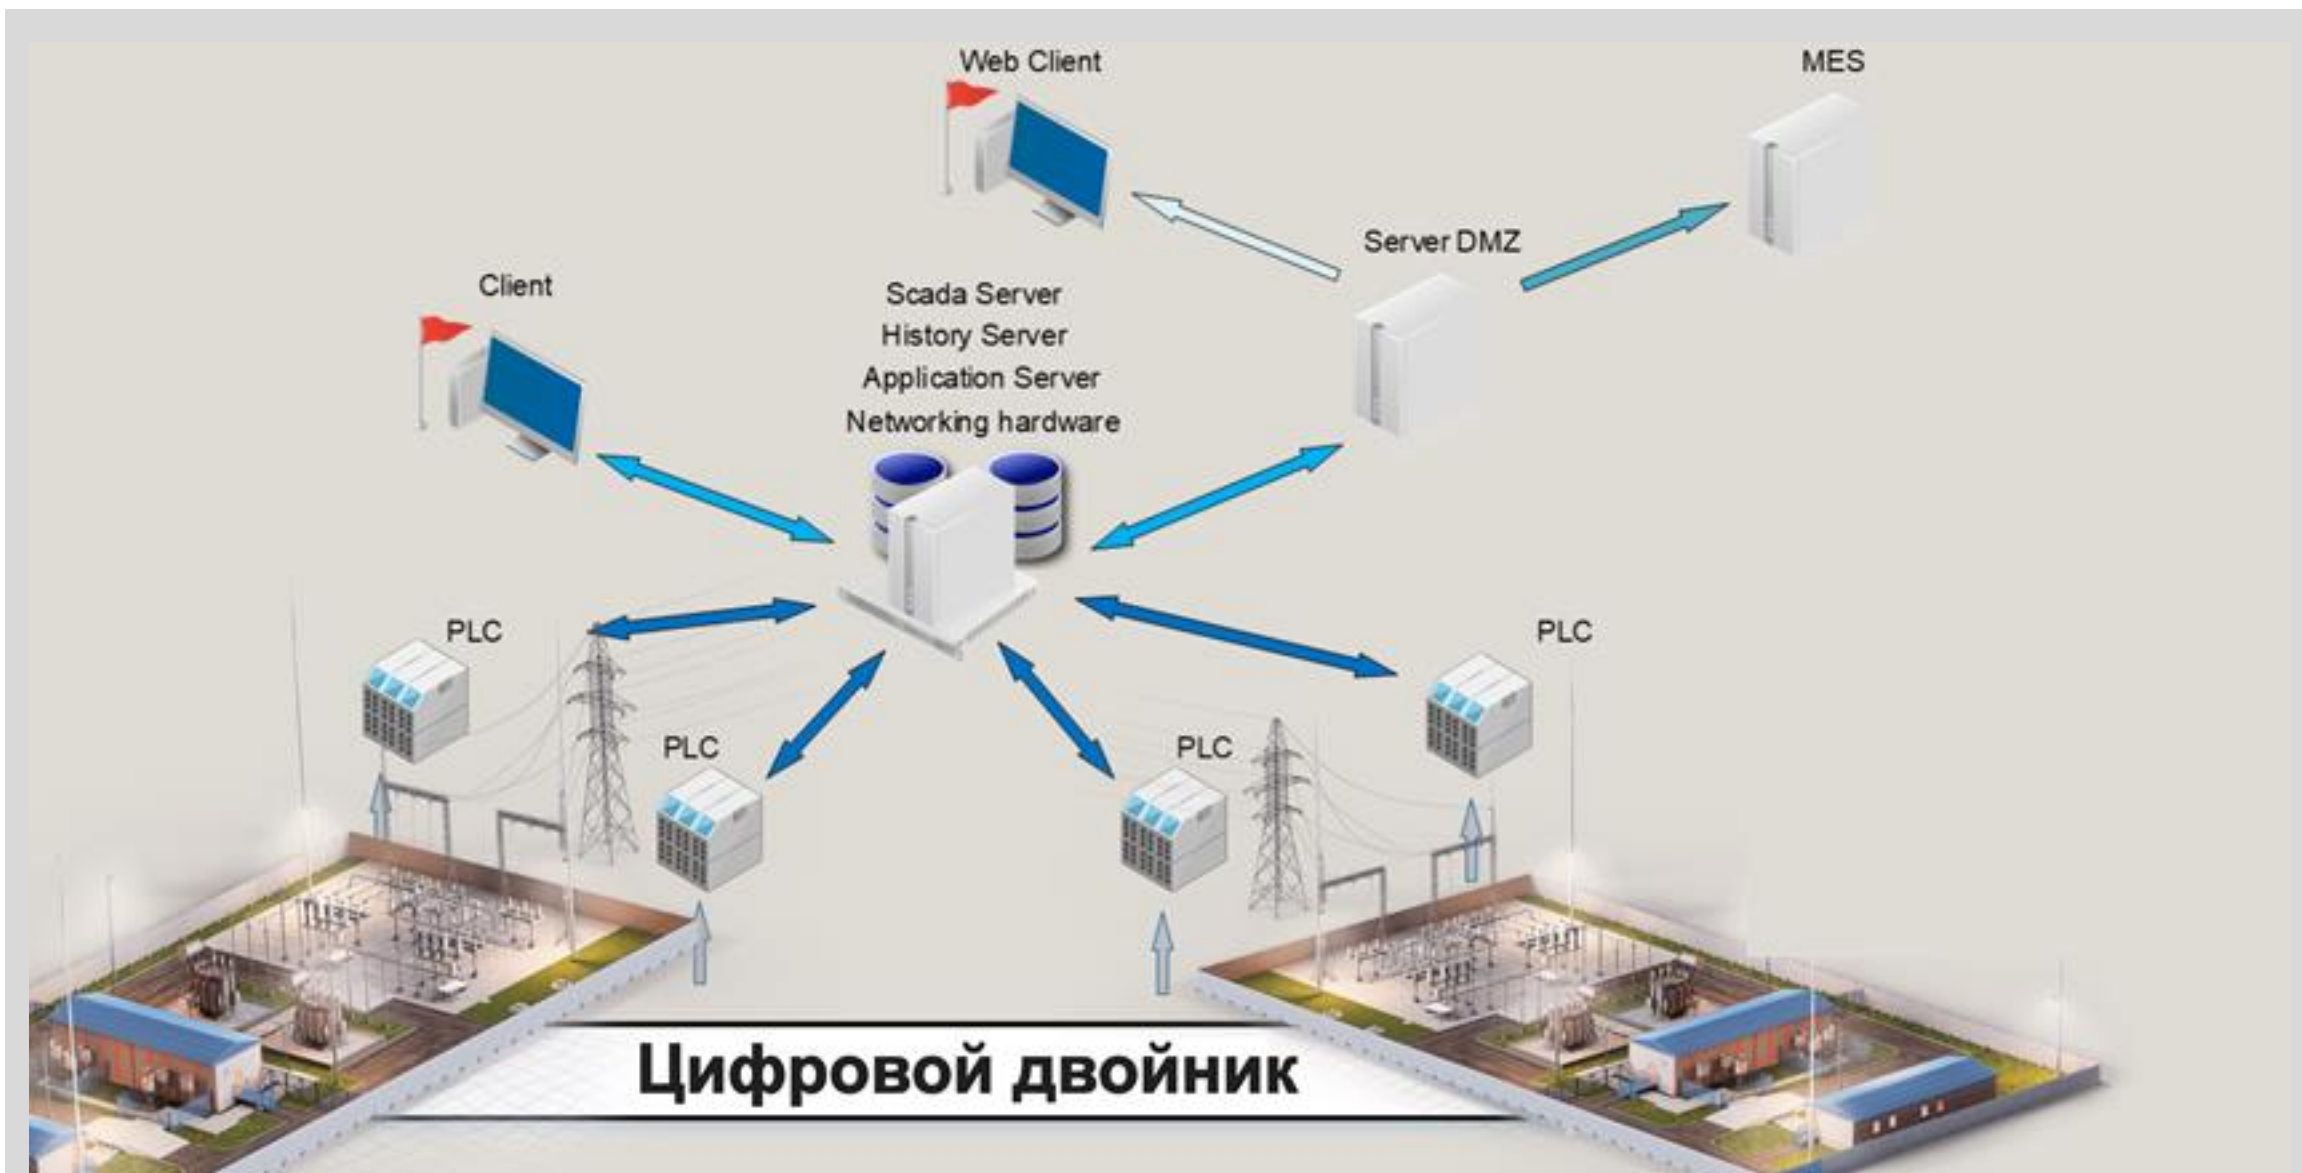 Web Client
MES
Server DMZ
Client
Scada Server
History Server
Application Server
Networking hardware
PLC
PLC
PLC
PLC
Цифровой двойник